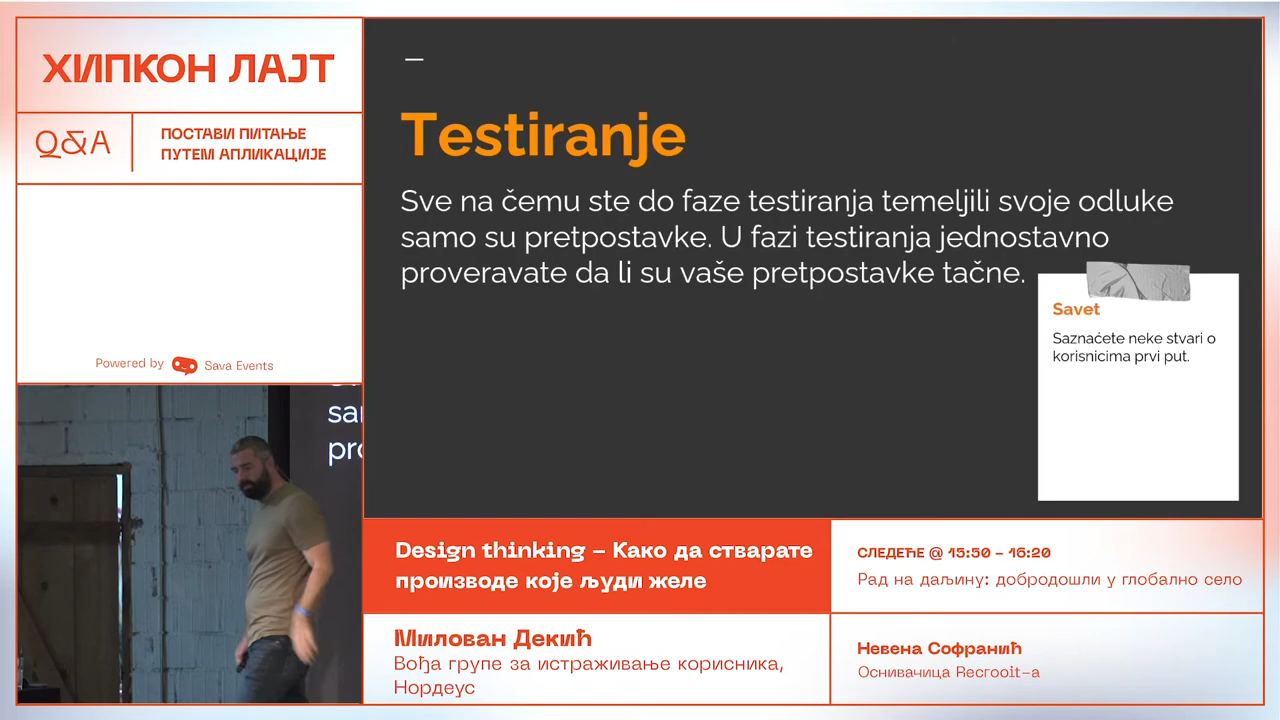 ХИПКОН ЛАЈТ
Q&A
ПОСТАВИ ПИТАЊЕ
ПУТЕМ АПЛИКАЦИЈЕ
Powered by Sava Events
Testiranje
Sve na čemu ste do faze testiranja temeljili svoje odluke
samo su pretpostavke. U fazi testiranja jednostavno
proveravate da li su vaše pretpostavke tačne.
Savet
Saznaćete neke stvari o
korisnicima prvi put.
sa
pro
Design thinking – Како да стварате
производе које људи желе
Милован Декић
Вођа групе за истраживање корисника,
Нордеус
СЛЕДЕЋЕ @ 15:50 – 16:20
Рад на даљину: добродошли у глобално село
Невена Софранић
Оснивачица Recrooit-a